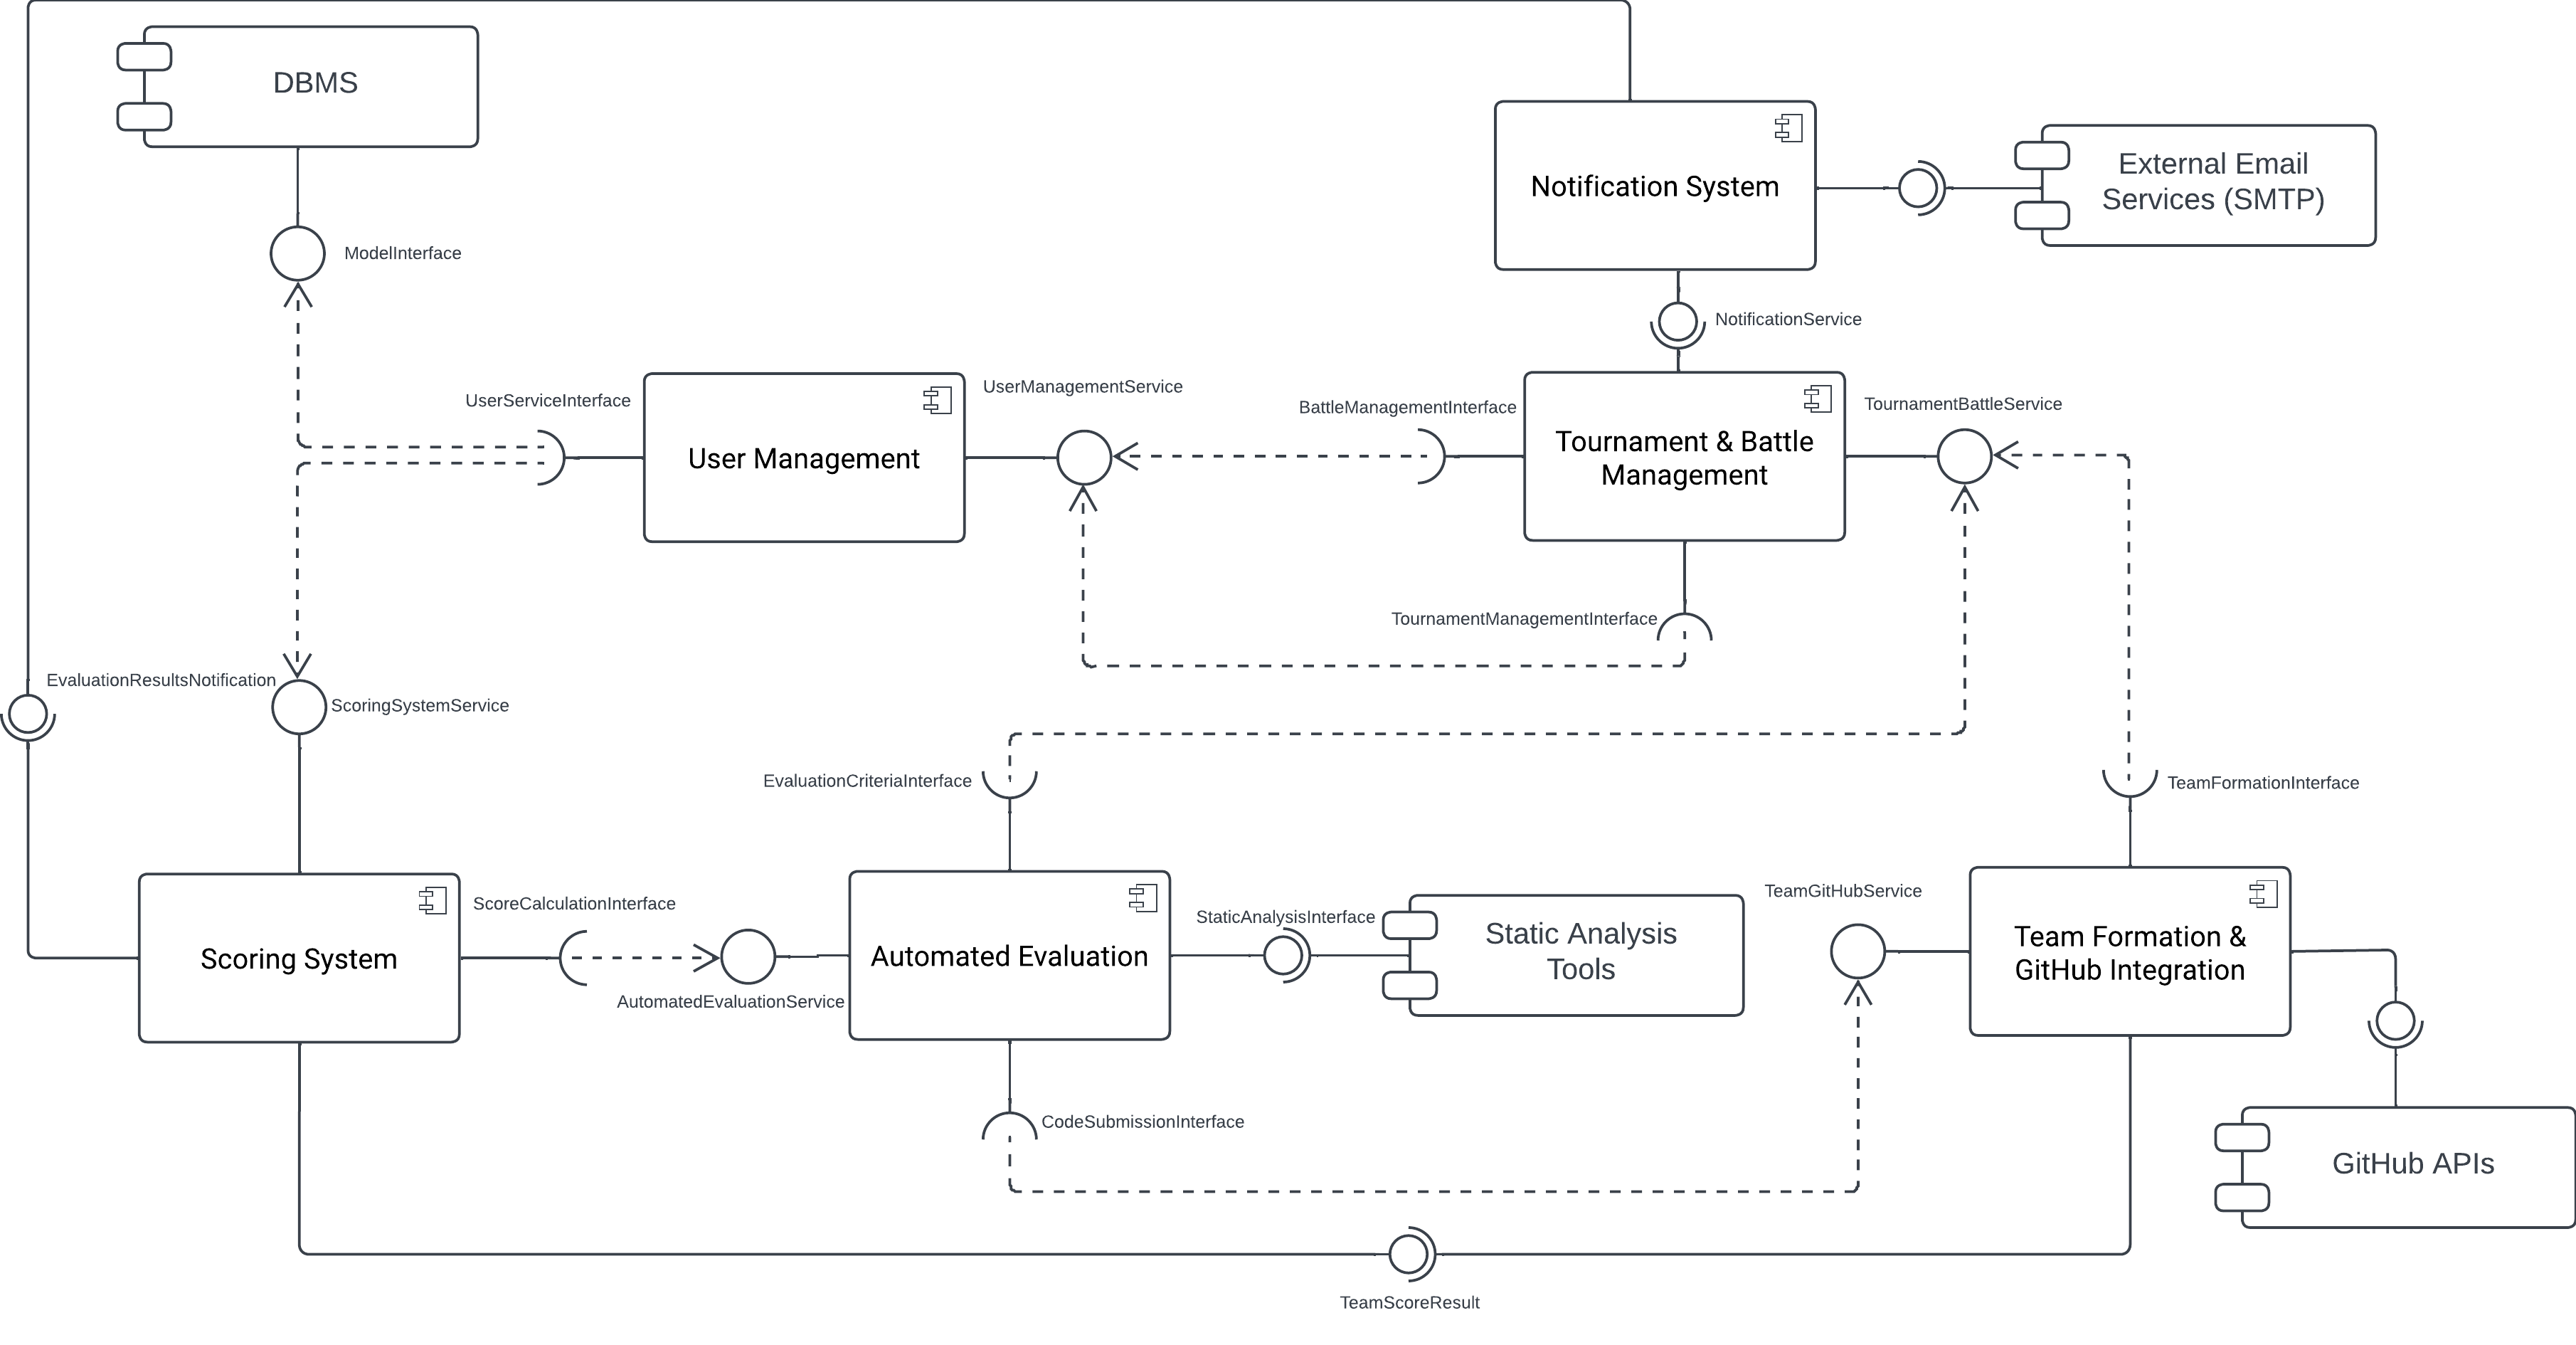 DBMS
External Email
Services (SMTP)
Notification System
ModelInterface
NotificationService
UserServiceInterface
UserManagementService
BattleManagementInterface
TournamentBattleService
User Management
Tournament & Battle
Management
TournamentManagementInterface
EvaluationResultsNotification
ScoringSystemService
EvaluationCriteriaInterface
TeamFormationInterface
ScoreCalculationInterface
StaticAnalysisInterface
TeamGitHubService
Scoring System
AutomatedEvaluationService
Automated Evaluation
Static Analysis
Tools
Team Formation &
GitHub Integration
CodeSubmissionInterface
GitHub APIs
TeamScoreResult